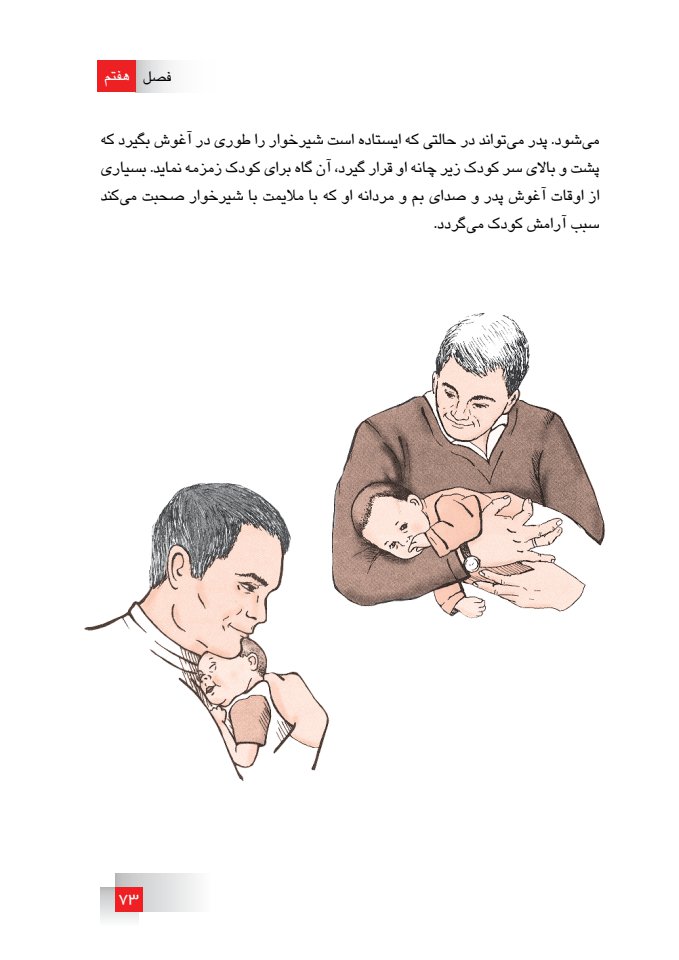 فصل هفتم
می‌شود. پدر می‌تواند در حالتی که ایستاده است شیرخوار را طوری در آغوش بگیرد که
پشت و بالای سر کودک زیر چانه او قرار گیرد، آن گاه برای کودک زمزمه نماید. بسیاری
از اوقات آغوش پدر و صدای بم و مردانه او که با ملایمت با شیرخوار صحبت می‌کند
سبب آرامش کودک می‌گردد.
۷۳